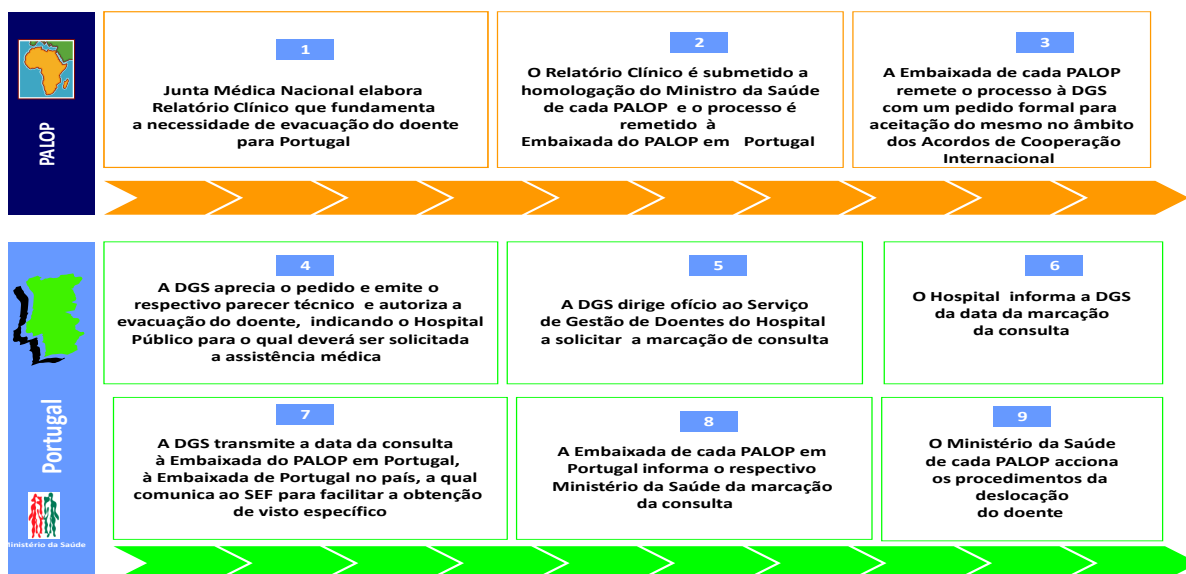 PALOP
1
Junta Médica Nacional elabora
Relatório Clínico que fundamenta
a necessidade de evacuação do doente
para Portugal
2
O Relatório Clínico é submetido a
homologação do Ministro da Saúde
de cada PALOP e o processo é
remetido à
Embaixada do PALOP em Portugal
3
A Embaixada de cada PALOP
remete o processo à DGS
com um pedido formal para
aceitação do mesmo no âmbito
dos Acordos de Cooperação
Internacional
Portugal
Ministério da Saúde
4
A DGS aprecia o pedido e emite o
respectivo parecer técnico e autoriza a
evacuação do doente, indicando o Hospital
Público para o qual deverá ser solicitada
a assistência médica
5
A DGS dirige ofício ao Serviço
de Gestão de Doentes do Hospital
a solicitar a marcação de consulta
6
O Hospital informa a DGS
da data da marcação
da consulta
7
A DGS transmite a data da consulta
à Embaixada do PALOP em Portugal,
à Embaixada de Portugal no país, a qual
comunica ao SEF para facilitar a obtenção
de visto específico
8
A Embaixada de cada PALOP em
Portugal informa o respectivo
Ministério da Saúde da marcação
da consulta
9
O Ministério da Saúde
de cada PALOP acciona
os procedimentos da
deslocação
do doente